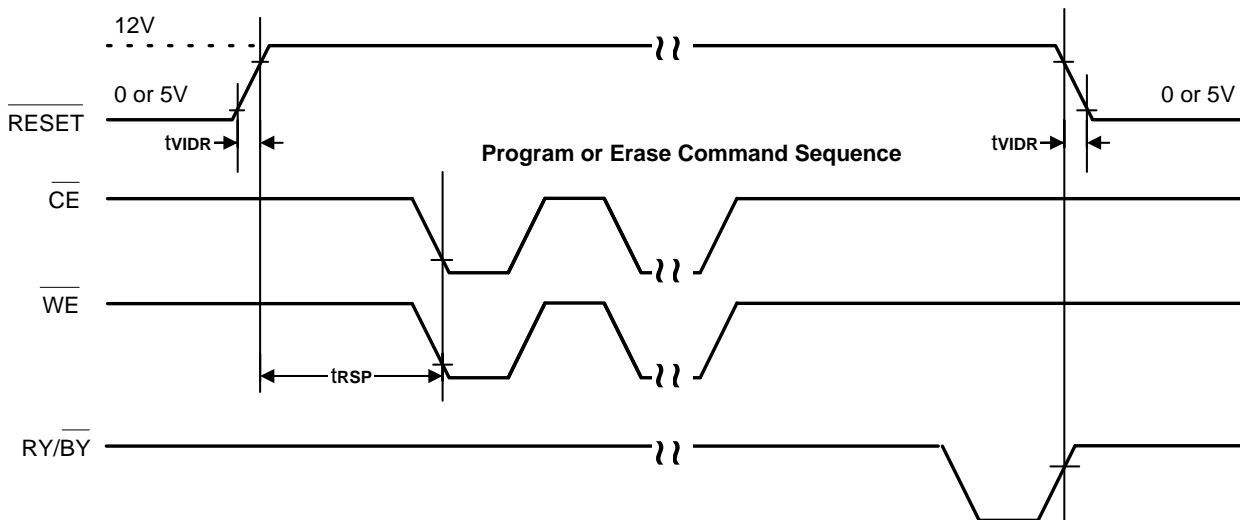 12V
0 or 5V
0 or 5V
RESET
tVIDR
tVIDR
Program or Erase Command Sequence
CE
WE
tRSP
RY/BY